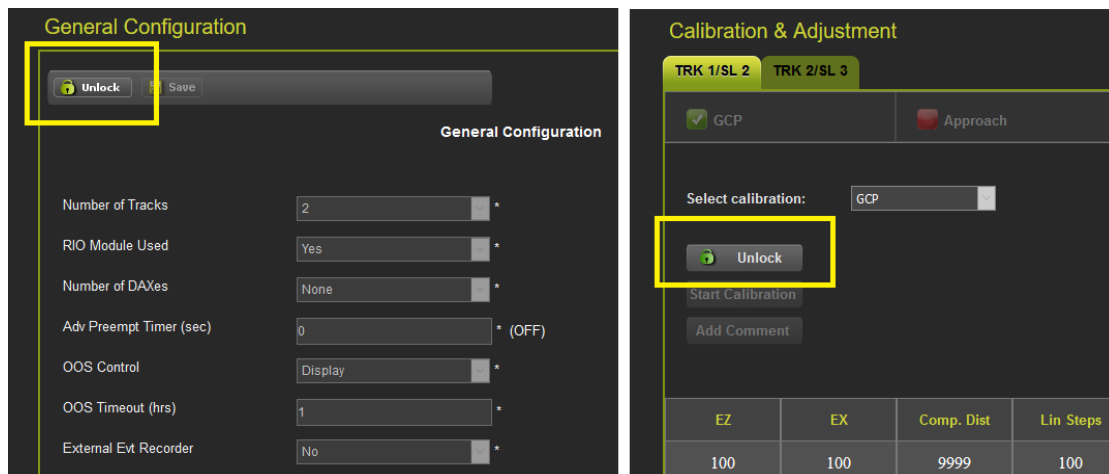 General Configuration
Unlock
Save
General Configuration
Number of Tracks
2
*
RIO Module Used
Yes
*
Number of DAXes
None
*
Adv Preempt Timer (sec)
0
* (OFF)
OOS Control
Display
*
OOS Timeout (hrs)
1
*
External Evt Recorder
No
*
Calibration & Adjustment
TRK 1/SL 2
TRK 2/SL 3
GCP
Approach
Select calibration:
GCP
Unlock
Start Calibration
Add Comment
EZ
EX
Comp. Dist
Lin Steps
100
100
9999
100